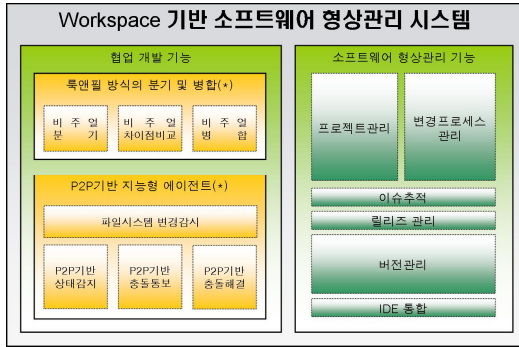 Workspace 기반 소프트웨어 형상관리 시스템
협업 개발 기능
룩앤필 방식의 분기 및 병합(*)
비 주 얼
분 기
비 주 얼
차이점비교
비 주 얼
병 합
P2P기반 지능형 에이전트(*)
파일시스템 변경감시
P2P기반
상태감지
P2P기반
충돌통보
P2P기반
충돌해결
소프트웨어 형상관리 기능
프로젝트관리
변경프로세스
관리
이슈추적
릴리즈 관리
버전관리
IDE 통합